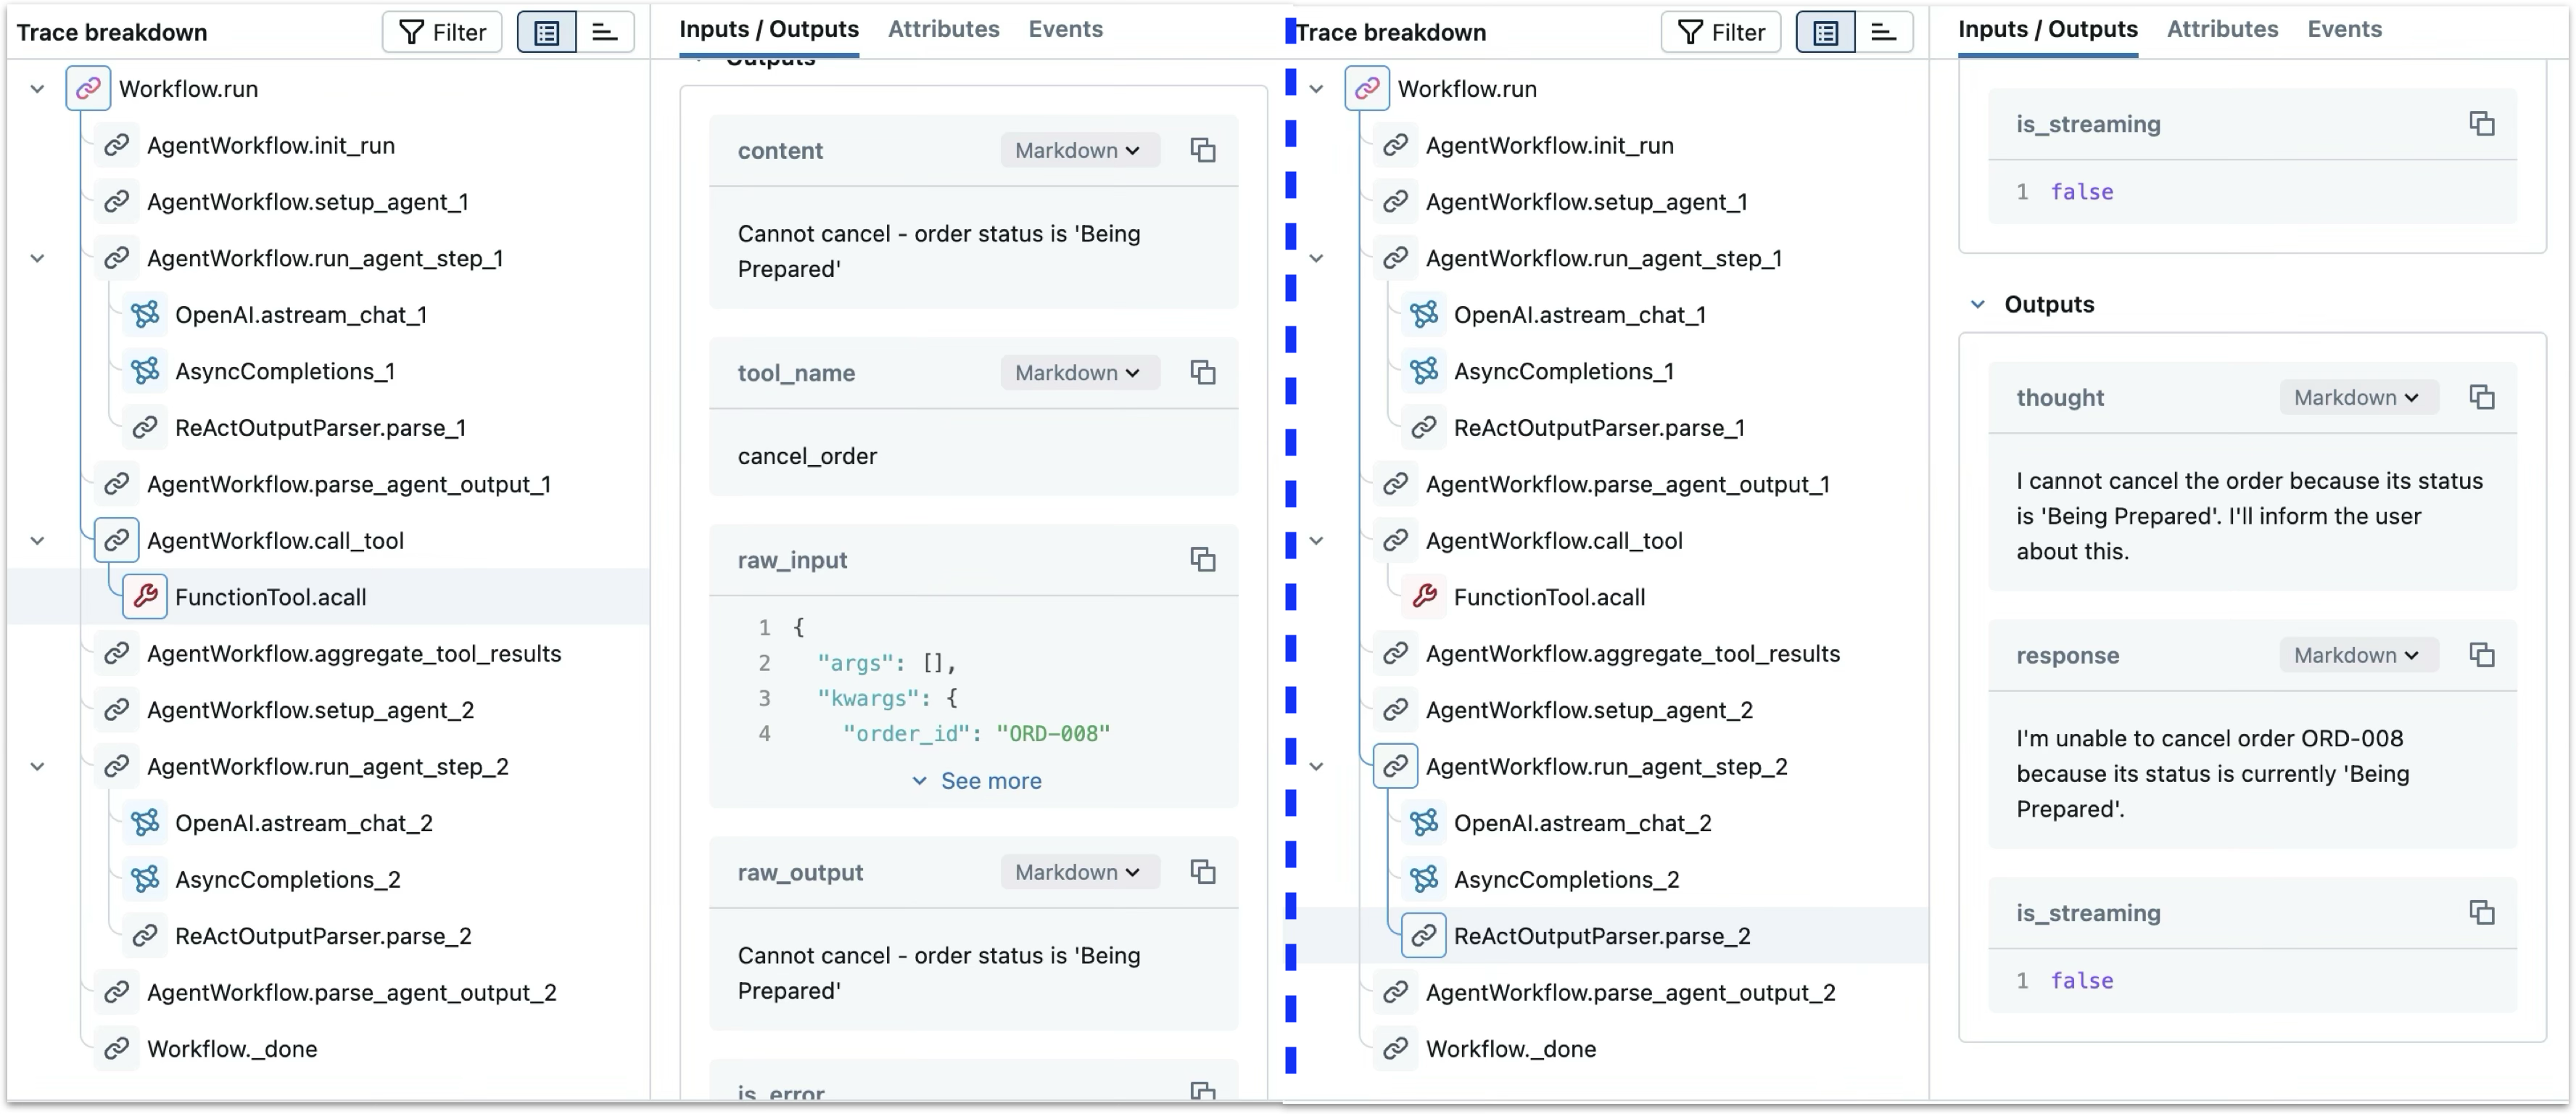 Trace breakdown
Filter
Workflow.run
AgentWorkflow.init_run
AgentWorkflow.setup_agent_1
AgentWorkflow.run_agent_step_1
OpenAI.astream_chat_1
AsyncCompletions_1
ReActOutputParser.parse_1
AgentWorkflow.parse_agent_output_1
AgentWorkflow.call_tool
FunctionTool.acall
AgentWorkflow.aggregate_tool_results
AgentWorkflow.setup_agent_2
AgentWorkflow.run_agent_step_2
OpenAI.astream_chat_2
AsyncCompletions_2
ReActOutputParser.parse_2
AgentWorkflow.parse_agent_output_2
Workflow._done
Inputs / Outputs Attributes Events
Outputs
content Markdown
Cannot cancel - order status is 'Being
Prepared'
tool_name Markdown
cancel_order
raw_input
1 {
2 "args": [],
3 "kwargs": {
4 "order_id": "ORD-008"
See more
raw_output Markdown
Cannot cancel - order status is 'Being
Prepared'
is_error
Trace breakdown
Filter
Workflow.run
AgentWorkflow.init_run
AgentWorkflow.setup_agent_1
AgentWorkflow.run_agent_step_1
OpenAI.astream_chat_1
AsyncCompletions_1
ReActOutputParser.parse_1
AgentWorkflow.parse_agent_output_1
AgentWorkflow.call_tool
FunctionTool.acall
AgentWorkflow.aggregate_tool_results
AgentWorkflow.setup_agent_2
AgentWorkflow.run_agent_step_2
OpenAI.astream_chat_2
AsyncCompletions_2
ReActOutputParser.parse_2
AgentWorkflow.parse_agent_output_2
Workflow._done
Inputs / Outputs Attributes Events
is_streaming
1 false
Outputs
thought Markdown
I cannot cancel the order because its status
is 'Being Prepared'. I'll inform the user
about this.
response Markdown
I'm unable to cancel order ORD-008
because its status is currently 'Being
Prepared'.
is_streaming
1 false